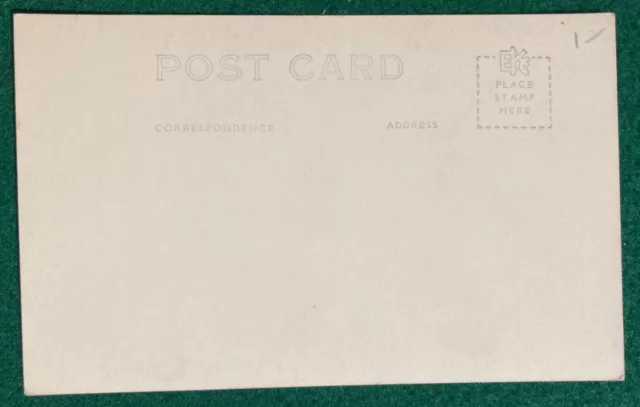 POST CARD
EKC
PLACE
STAMP
HERE
CORRESPONDENCE
ADDRESS